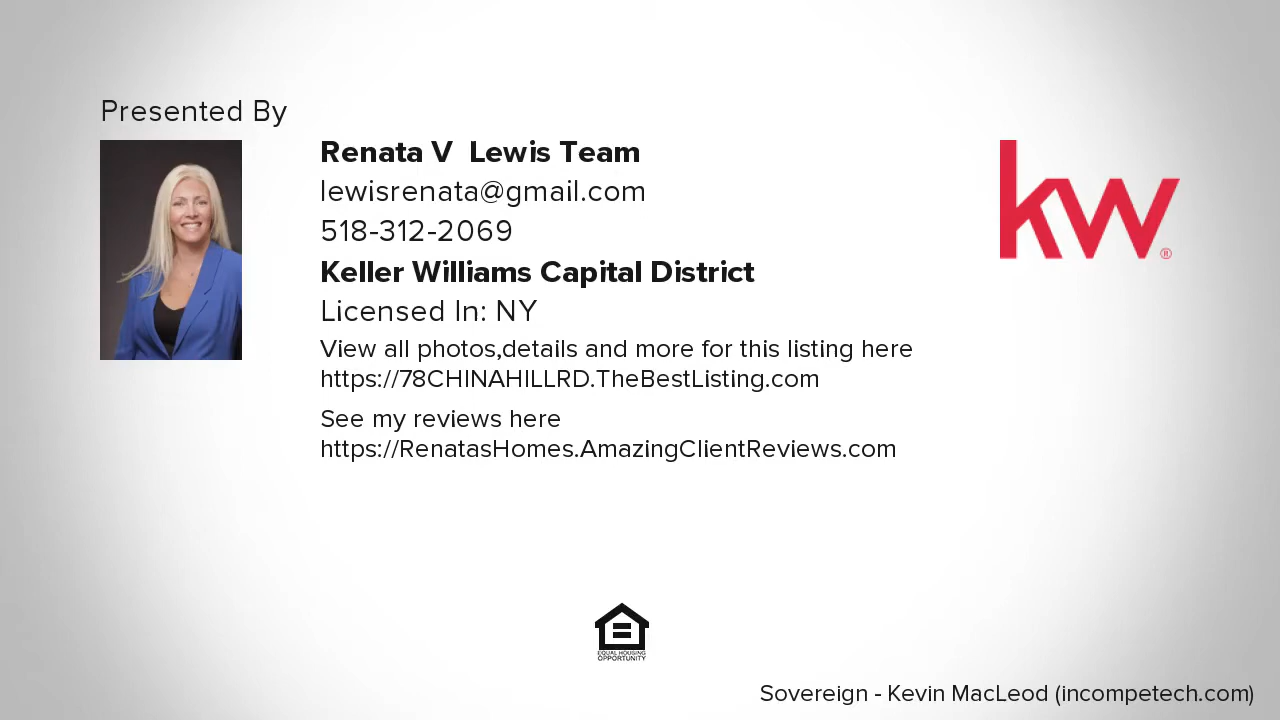 Presented By
Renata V  Lewis Team
lewisrenata@gmail.com
518-312-2069
Keller Williams Capital District
Licensed In: NY
View all photos,details and more for this listing here
https://78CHINAHILLRD.TheBestListing.com
See my reviews here
https://RenatasHomes.AmazingClientReviews.com
kw®
EQUAL HOUSING
OPPORTUNITY
Sovereign - Kevin MacLeod (incompetech.com)